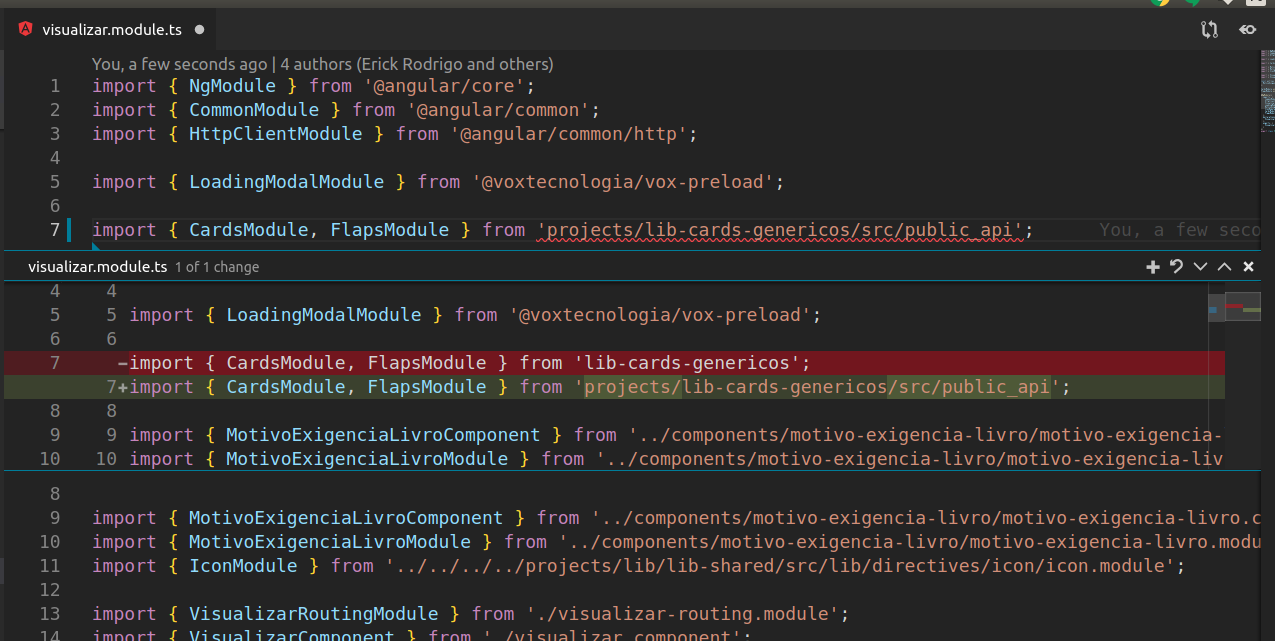 visualizar.module.ts
You, a few seconds ago | 4 authors (Erick Rodrigo and others)
1 import { NgModule } from '@angular/core';
2 import { CommonModule } from '@angular/common';
3 import { HttpClientModule } from '@angular/common/http';
4
5 import { LoadingModalModule } from '@voxtecnologia/vox-preload';
6
7 import { CardsModule, FlapsModule } from 'projects/lib-cards-genericos/src/public_api'; You, a few seco
visualizar.module.ts 1 of 1 change
4 4
5 5 import { LoadingModalModule } from '@voxtecnologia/vox-preload';
6 6
7 -import { CardsModule, FlapsModule } from 'lib-cards-genericos';
7+import { CardsModule, FlapsModule } from 'projects/lib-cards-genericos/src/public_api';
8 8
9 9 import { MotivoExigenciaLivroComponent } from '../components/motivo-exigencia-livro/motivo-exigencia-
10 10 import { MotivoExigenciaLivroModule } from '../components/motivo-exigencia-livro/motivo-exigencia-liv
8
9 import { MotivoExigenciaLivroComponent } from '../components/motivo-exigencia-livro/motivo-exigencia-livro.c
10 import { MotivoExigenciaLivroModule } from '../components/motivo-exigencia-livro/motivo-exigencia-livro.modu
11 import { IconModule } from '../../../../projects/lib/lib-shared/src/lib/directives/icon/icon.module';
12
13 import { VisualizarRoutingModule } from './visualizar-routing.module';
14 import { VisualizarComponent } from './visualizar.component';